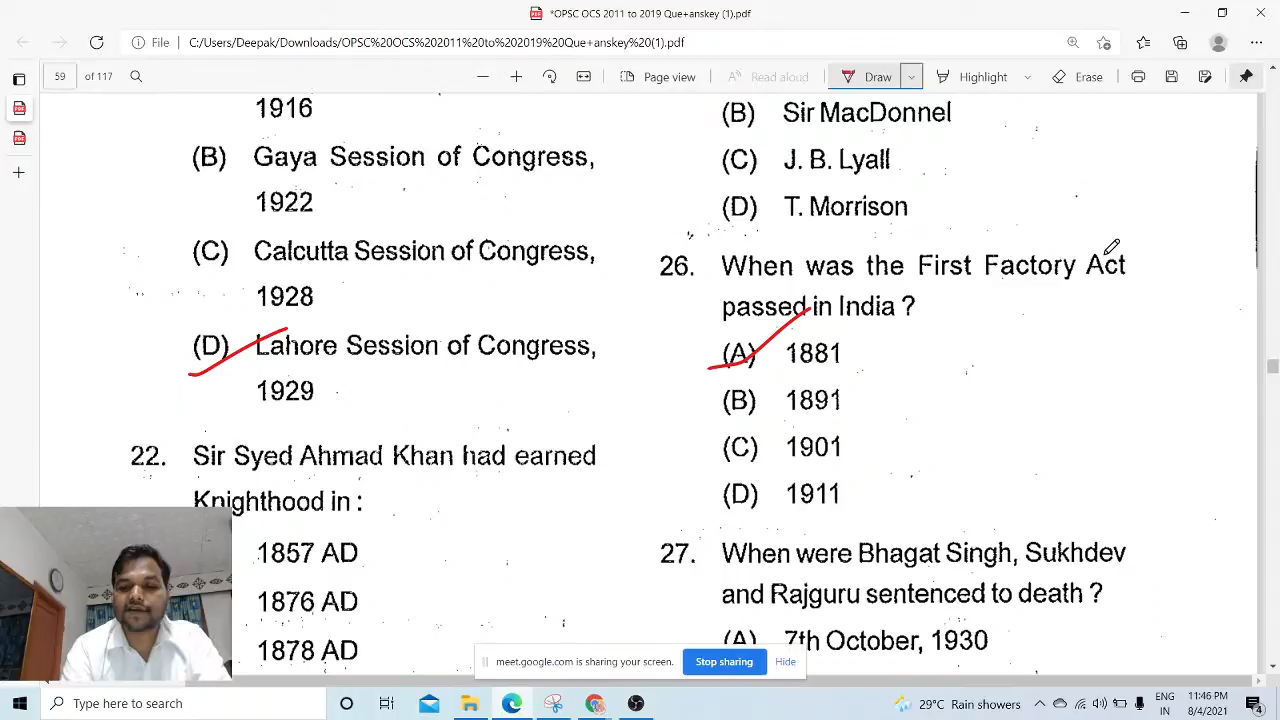 *OPSC OCS 2011 to 2019 Que+anskey (1).pdf
File
C:/Users/Deepak/Downloads/OPSC%20OCS%202011%20to%202019%20Que+anskey%20(1).pdf
59 of 117
Page view
Read aloud
Draw
Highlight
Erase
1916
(B) Gaya Session of Congress,
1922
(C) Calcutta Session of Congress,
1928
(D) Lahore Session of Congress,
1929
22. Sir Syed Ahmad Khan had earned
Knighthood in :
1857 AD
1876 AD
1878 AD
(B) Sir MacDonnel
(C) J. B. Lyall
(D) T. Morrison
26. When was the First Factory Act
passed in India ?
(A) 1881
(B) 1891
(C) 1901
(D) 1911
27. When were Bhagat Singh, Sukhdev
and Rajguru sentenced to death ?
(A) 7th October, 1930
meet.google.com is sharing your screen.
Stop sharing
Hide
Type here to search
29°C Rain showers
ENG
IN
11:46 PM
8/4/2021
4